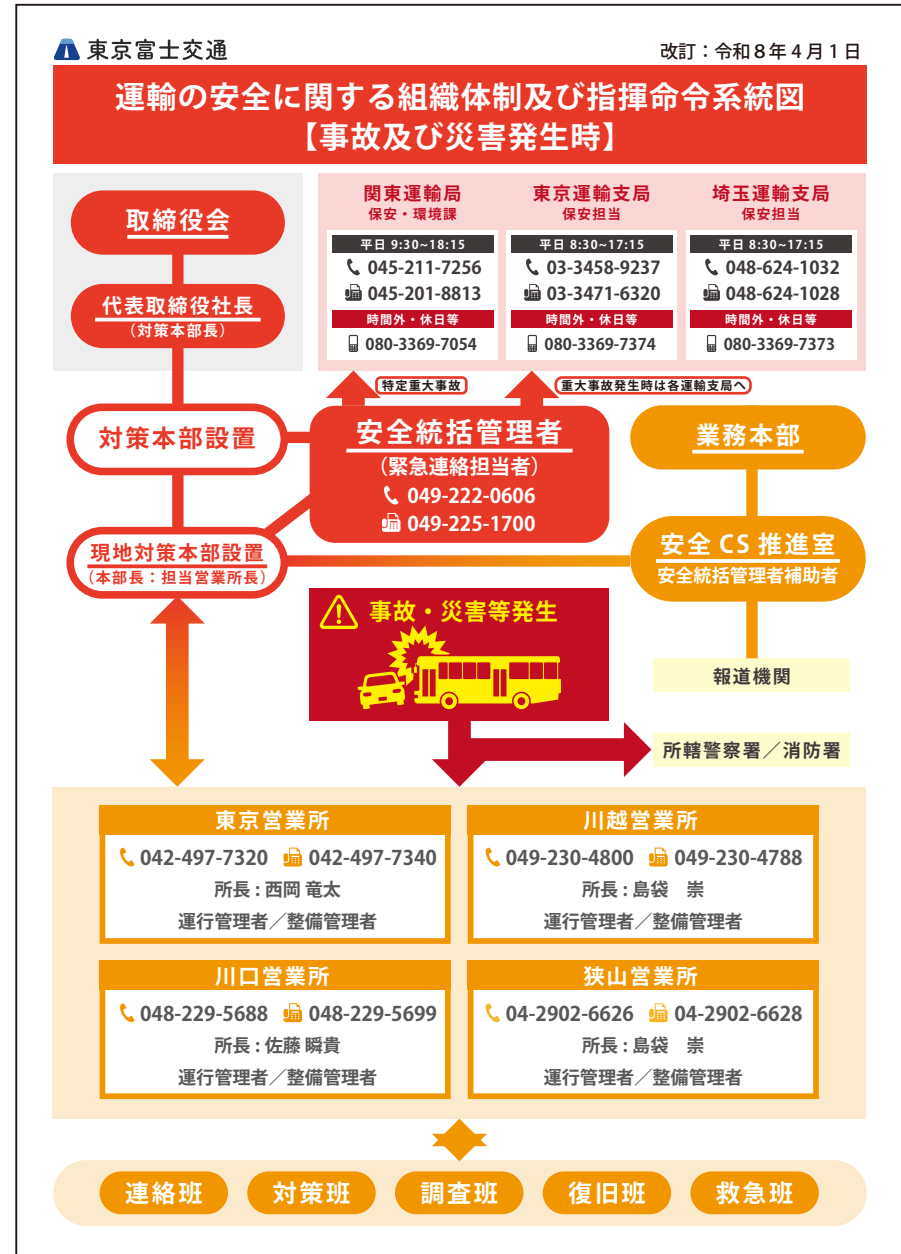 東京富士交通
改訂：令和８年４月１日
運輸の安全に関する組織体制及び指揮命令系統図
【事故及び災害発生時】
取締役会
代表取締役社長
（対策本部長）
関東運輸局
保安・環境課
平日 9:30~18:15
045-211-7256
045-201-8813
時間外・休日等
080-3369-7054
東京運輸支局
保安担当
平日 8:30~17:15
03-3458-9237
03-3471-6320
時間外・休日等
080-3369-7374
埼玉運輸支局
保安担当
平日 8:30~17:15
048-624-1032
048-624-1028
時間外・休日等
080-3369-7373
特定重大事故
重大事故発生時は各運輸支局へ
対策本部設置
安全統括管理者
（緊急連絡担当者）
049-222-0606
049-225-1700
業務本部
現地対策本部設置
（本部長：担当営業所長）
安全 CS 推進室
安全統括管理者補助者
事故・災害等発生
報道機関
所轄警察署／消防署
東京営業所
042-497-7320 042-497-7340
所長 : 西岡 竜太
運行管理者／整備管理者
川越営業所
049-230-4800 049-230-4788
所長 : 島袋　崇
運行管理者／整備管理者
川口営業所
048-229-5688 048-229-5699
所長 : 佐藤 瞬貴
運行管理者／整備管理者
狭山営業所
04-2902-6626 04-2902-6628
所長 : 島袋　崇
運行管理者／整備管理者
連絡班
対策班
調査班
復旧班
救急班